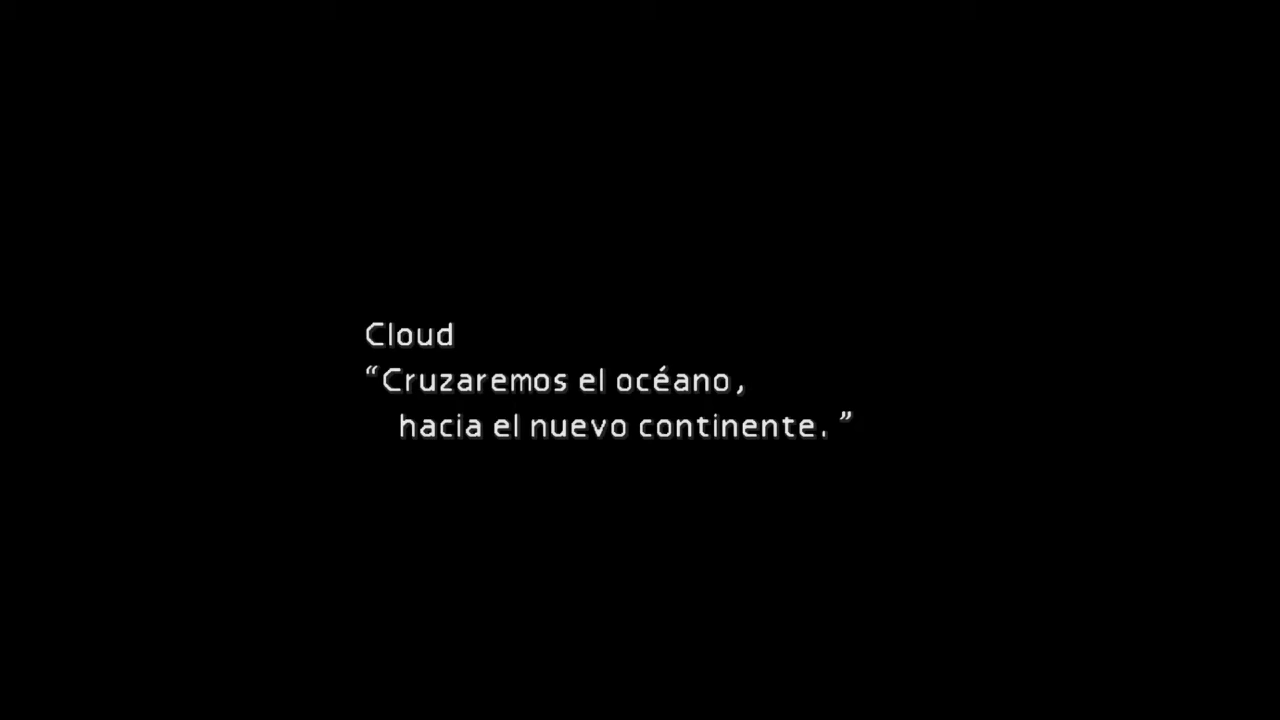 Cloud
“Cruzaremos el océano,
hacia el nuevo continente. ”